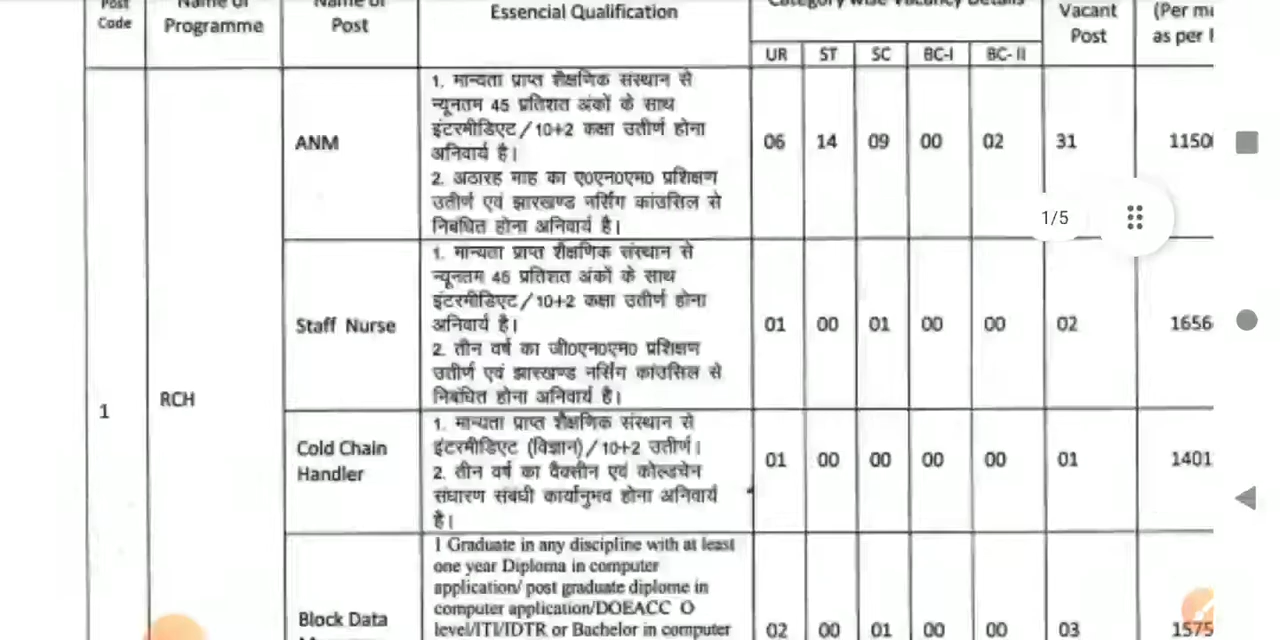 Post
Code
Name of
Programme
Name of
Post
Essencial Qualification
Category wise Vacancy Details
UR ST SC BC-I BC- II
Vacant
Post
(Per
as per
1
RCH
ANM
1. मान्यता प्राप्त शैक्षणिक संस्थान से
न्यूनतम 45 प्रतिशत अंकों के साथ
इंटरमीडिएट/10+2 कक्षा उतीर्ण होना
अनिवार्य है।
2. अठारह माह का ए0एन0एम0 प्रशिक्षण
उतीर्ण एवं झारखण्ड नर्सिंग कांउसिल से
निबंधित होना अनिवार्य है।
06 14 09 00 02 31 1150
1/5
Staff Nurse
1. मान्यता प्राप्त शैक्षणिक संस्थान से
न्यूनतम 45 प्रतिशत अंकों के साथ
इंटरमीडिएट/10+2 कक्षा उतीर्ण होना
अनिवार्य है।
2. तीन वर्ष का जी0एन0एम0 प्रशिक्षण
उतीर्ण एवं झारखण्ड नर्सिंग कांउसिल से
निबंधित होना अनिवार्य है।
01 00 01 00 00 02 1656
Cold Chain
Handler
1. मान्यता प्राप्त शैक्षणिक संस्थान से
इंटरमीडिएट (विज्ञान)/10+2 उतीर्ण।
2. तीन वर्ष का वैक्सीन एवं कोल्डचेन
संधारण संबंधी कार्यानुभव होना अनिवार्य
है।
01 00 00 00 00 01 1401
Block Data
1 Graduate in any discipline with at least
one year Diploma in computer
application/ post graduate diplome in
computer application/DOEACC O
level/ITI/IDTR or Bachelor in computer
02 00 01 00 00 03 1575